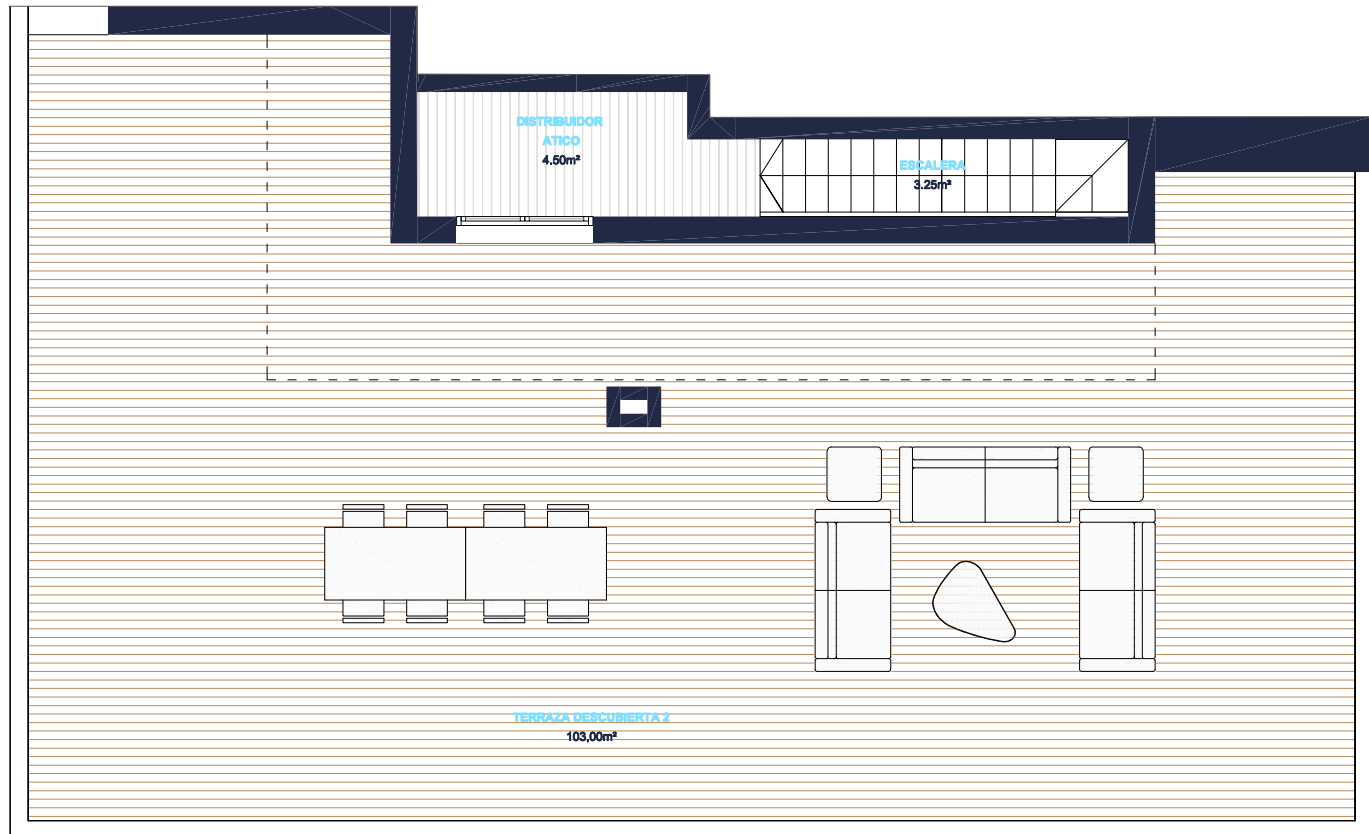 DISTRIBUIDOR
ATICO
4.50m²
ESCALERA
3.25m²
TERRAZA DESCUBIERTA 2
103,00m²